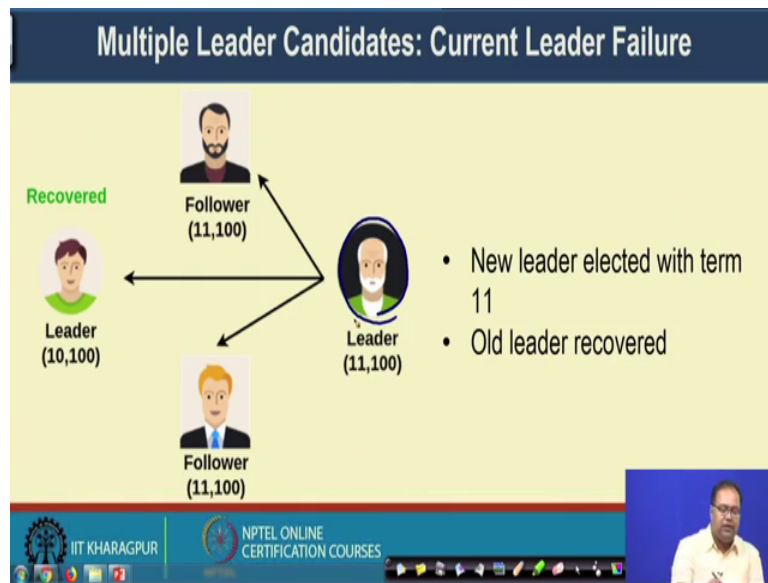 Multiple Leader Candidates: Current Leader Failure
Recovered
Follower
(11,100)
Leader
(10,100)
Leader
(11,100)
Follower
(11,100)
• New leader elected with term
11
• Old leader recovered
IIT KHARAGPUR
NPTEL ONLINE
CERTIFICATION COURSES